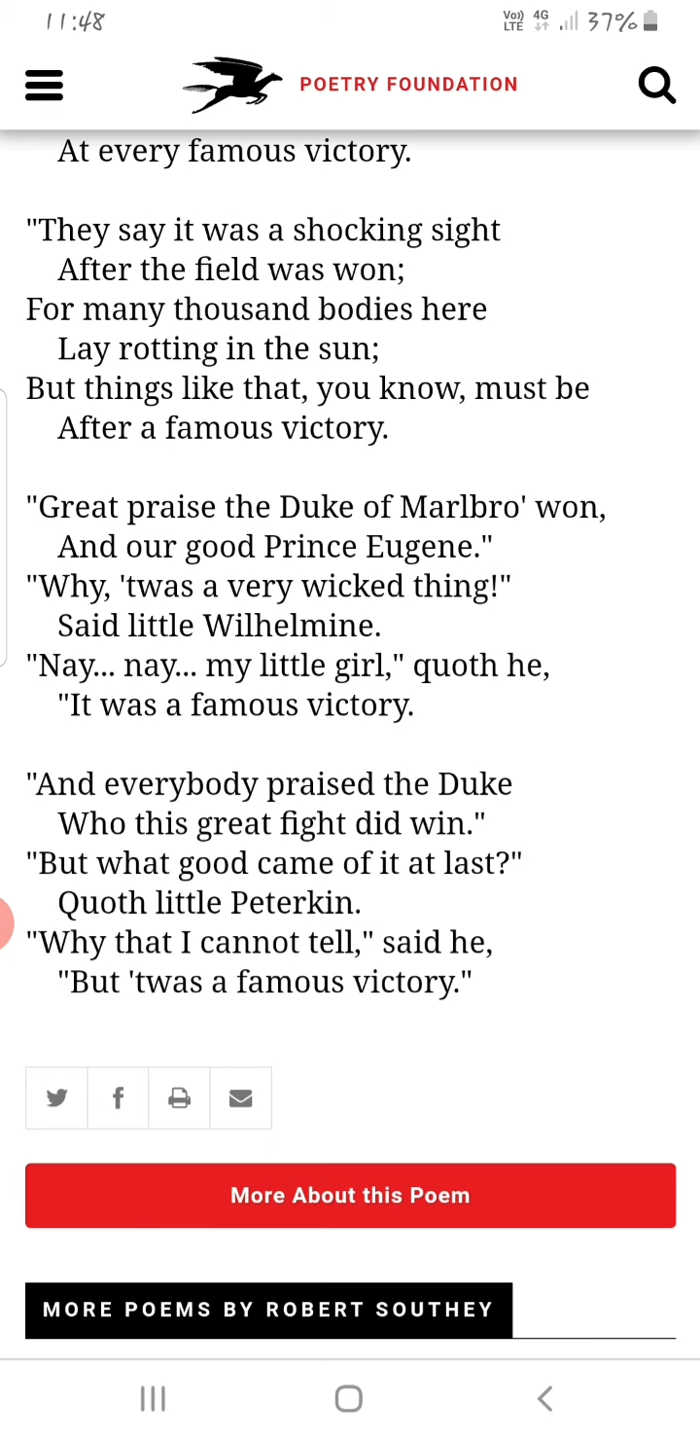 11:48 Vo)) LTE 4G 37%
POETRY FOUNDATION
At every famous victory.
"They say it was a shocking sight
After the field was won;
For many thousand bodies here
Lay rotting in the sun;
But things like that, you know, must be
After a famous victory.
"Great praise the Duke of Marlbro' won,
And our good Prince Eugene."
"Why, 'twas a very wicked thing!"
Said little Wilhelmine.
"Nay... nay... my little girl," quoth he,
"It was a famous victory.
"And everybody praised the Duke
Who this great fight did win."
"But what good came of it at last?"
Quoth little Peterkin.
"Why that I cannot tell," said he,
"But 'twas a famous victory."
More About this Poem
MORE POEMS BY ROBERT SOUTHEY